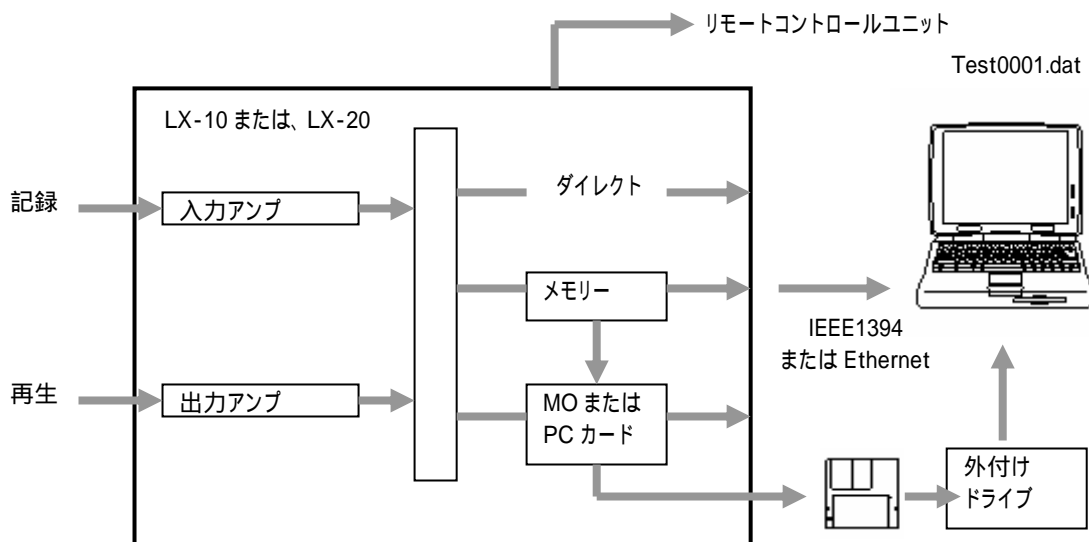 リモートコントロールユニット
Test0001.dat
LX-10 または、LX-20
記録
入力アンプ
ダイレクト
メモリー
IEEE1394
または Ethernet
再生
出力アンプ
MO または
PC カード
外付け
ドライブ